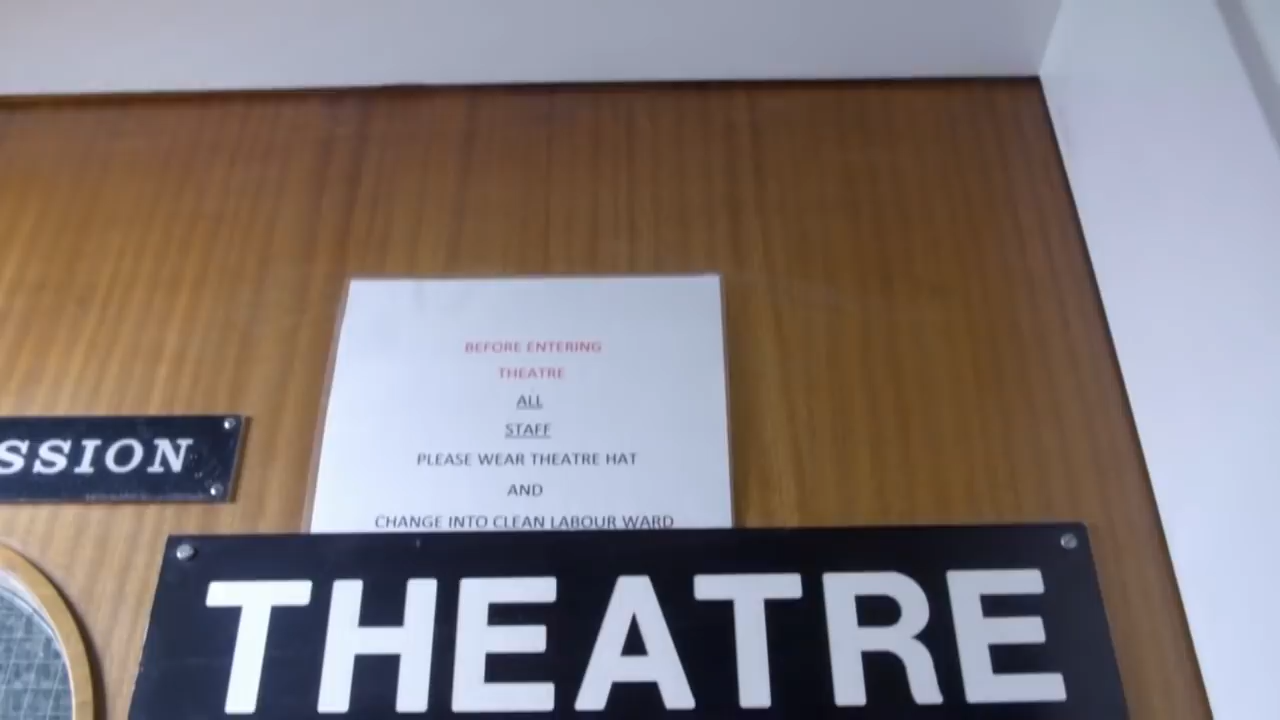 BEFORE ENTERING
THEATRE
ALL
STAFF
PLEASE WEAR THEATRE HAT
AND
CHANGE INTO CLEAN LABOUR WARD
SSION
THEATRE